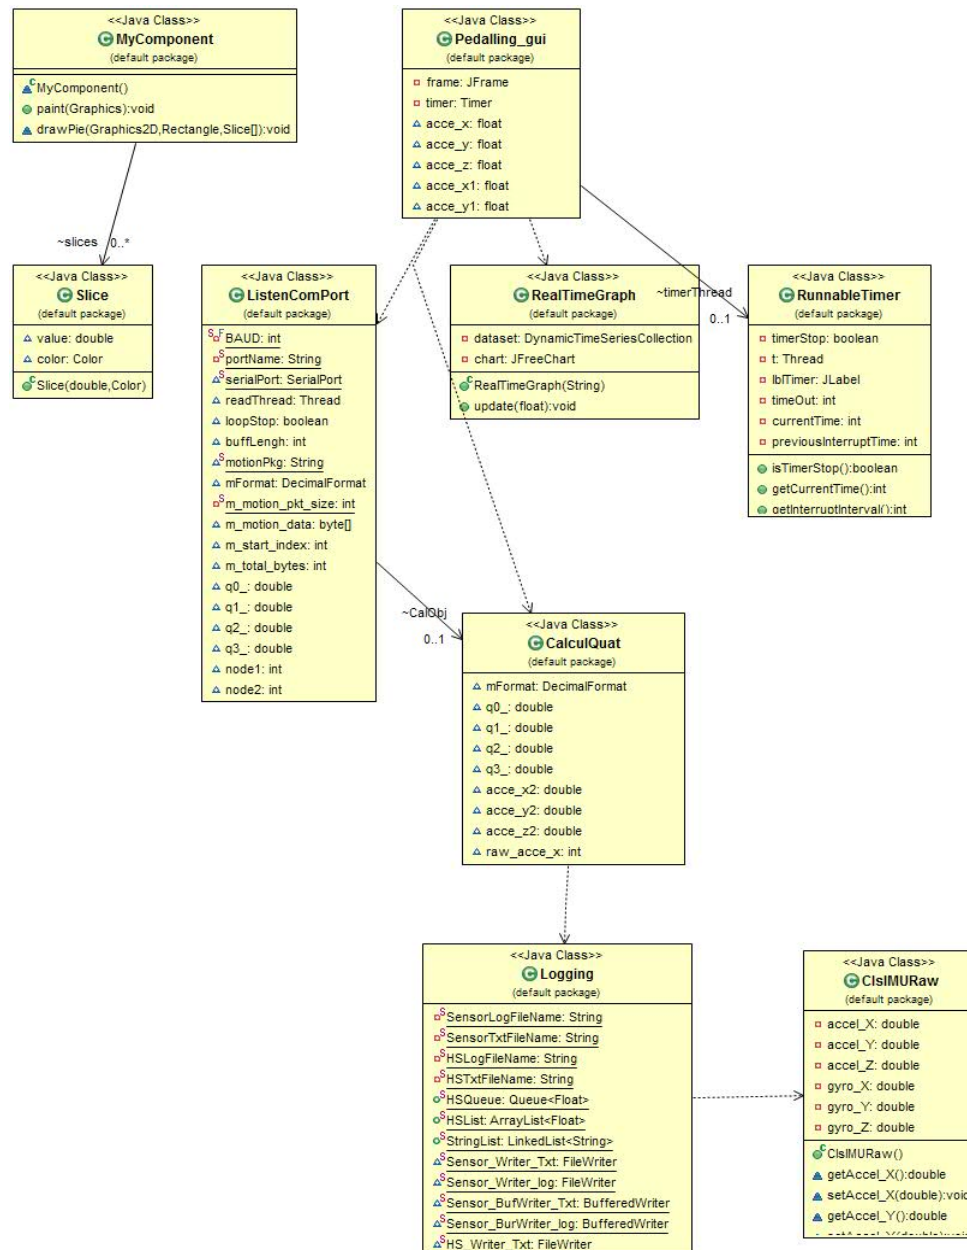 <<Java Class>>
MyComponent
(default package)
MyComponent()
paint(Graphics):void
drawPie(Graphics2D,Rectangle,Slice[]):void
<<Java Class>>
Pedalling_gui
(default package)
frame: JFrame
timer: Timer
acce_x: float
acce_y: float
acce_z: float
acce_x1: float
acce_y1: float
~slices 0..*
<<Java Class>>
Slice
(default package)
value: double
color: Color
Slice(double,Color)
<<Java Class>>
ListenComPort
(default package)
BAUD: int
portName: String
serialPort: SerialPort
readThread: Thread
loopStop: boolean
buffLengh: int
motionPkg: String
mFormat: DecimalFormat
m_motion_pkt_size: int
m_motion_data: byte[]
m_start_index: int
m_total_bytes: int
q0_: double
q1_: double
q2_: double
q3_: double
node1: int
node2: int
<<Java Class>>
RealTimeGraph
(default package)
dataset: DynamicTimeSeriesCollection
chart: JFreeChart
RealTimeGraph(String)
update(float):void
~timerThread
0..1
<<Java Class>>
RunnableTimer
(default package)
timerStop: boolean
t: Thread
lblTimer: JLabel
timeOut: int
currentTime: int
previousInterruptTime: int
isTimerStop():boolean
getCurrentTime():int
getInterruptInterval():int
~CalObj
0..1
<<Java Class>>
CalculQuat
(default package)
mFormat: DecimalFormat
q0_: double
q1_: double
q2_: double
q3_: double
acce_x2: double
acce_y2: double
acce_z2: double
raw_acce_x: int
<<Java Class>>
Logging
(default package)
SensorLogFileName: String
SensorTxtFileName: String
HSLogFileName: String
HSTxtFileName: String
HSQueue: Queue<Float>
HSList: ArrayList<Float>
StringList: LinkedList<String>
Sensor_Writer_Txt: FileWriter
Sensor_Writer_log: FileWriter
Sensor_BufWriter_Txt: BufferedWriter
Sensor_BurWriter_log: BufferedWriter
HS_Writer_Txt: FileWriter
<<Java Class>>
ClsIMURaw
(default package)
accel_X: double
accel_Y: double
accel_Z: double
gyro_X: double
gyro_Y: double
gyro_Z: double
ClsIMURaw()
getAccel_X():double
setAccel_X(double):void
getAccel_Y():double